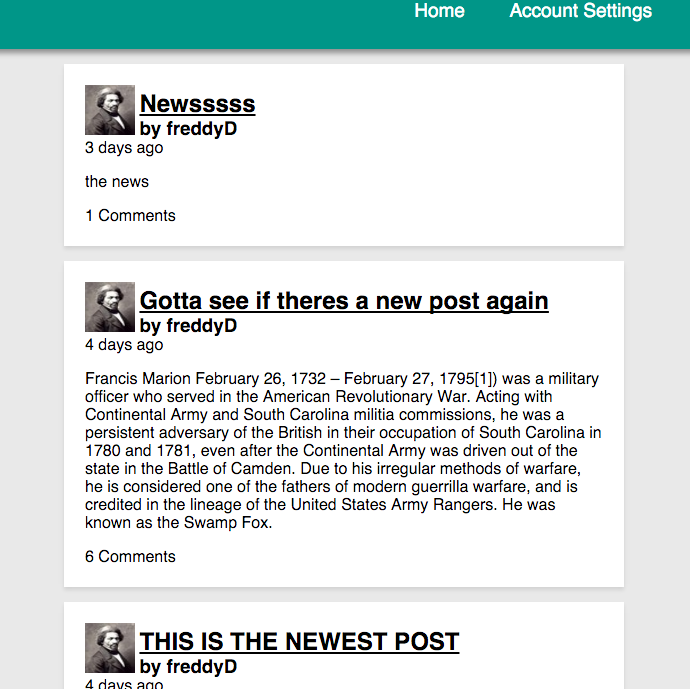 Home Account Settings
Newsssss
by freddyD
3 days ago
the news
1 Comments
Gotta see if theres a new post again
by freddyD
4 days ago
Francis Marion February 26, 1732 – February 27, 1795[1]) was a military
officer who served in the American Revolutionary War. Acting with
Continental Army and South Carolina militia commissions, he was a
persistent adversary of the British in their occupation of South Carolina in
1780 and 1781, even after the Continental Army was driven out of the
state in the Battle of Camden. Due to his irregular methods of warfare,
he is considered one of the fathers of modern guerrilla warfare, and is
credited in the lineage of the United States Army Rangers. He was
known as the Swamp Fox.
6 Comments
THIS IS THE NEWEST POST
by freddyD
4 days ago